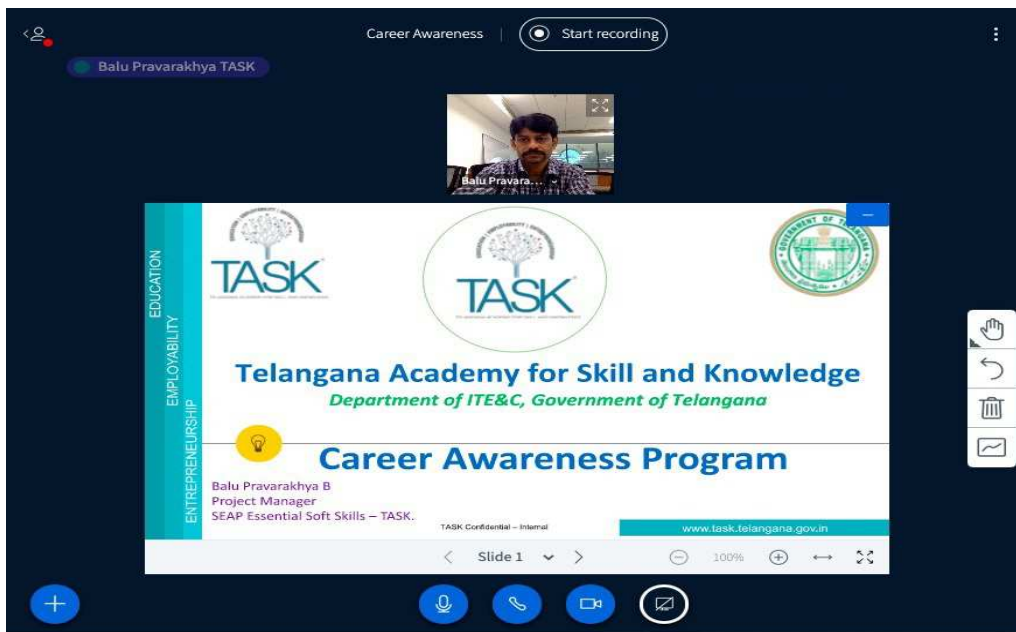 Career Awareness
Start recording
Balu Pravarakhya TASK
Balu Pravara...
EDUCATION
EMPLOYABILITY
ENTREPRENEURSHIP
TASK
TASK
GOVERNMENT OF
Telangana Academy for Skill and Knowledge
Department of ITE&C, Government of Telangana
Career Awareness Program
Balu Pravarakhya B
Project Manager
SEAP Essential Soft Skills – TASK.
TASK Confidential – Internal
www.task.telangana.gov.in
Slide 1
100%